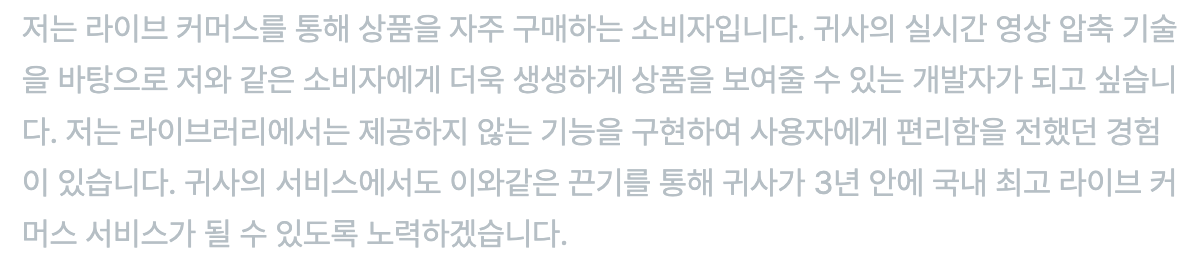 저는 라이브 커머스를 통해 상품을 자주 구매하는 소비자입니다. 귀사의 실시간 영상 압축 기술
을 바탕으로 저와 같은 소비자에게 더욱 생생하게 상품을 보여줄 수 있는 개발자가 되고 싶습니
다. 저는 라이브러리에서는 제공하지 않는 기능을 구현하여 사용자에게 편리함을 전했던 경험
이 있습니다. 귀사의 서비스에서도 이와같은 끈기를 통해 귀사가 3년 안에 국내 최고 라이브 커
머스 서비스가 될 수 있도록 노력하겠습니다.